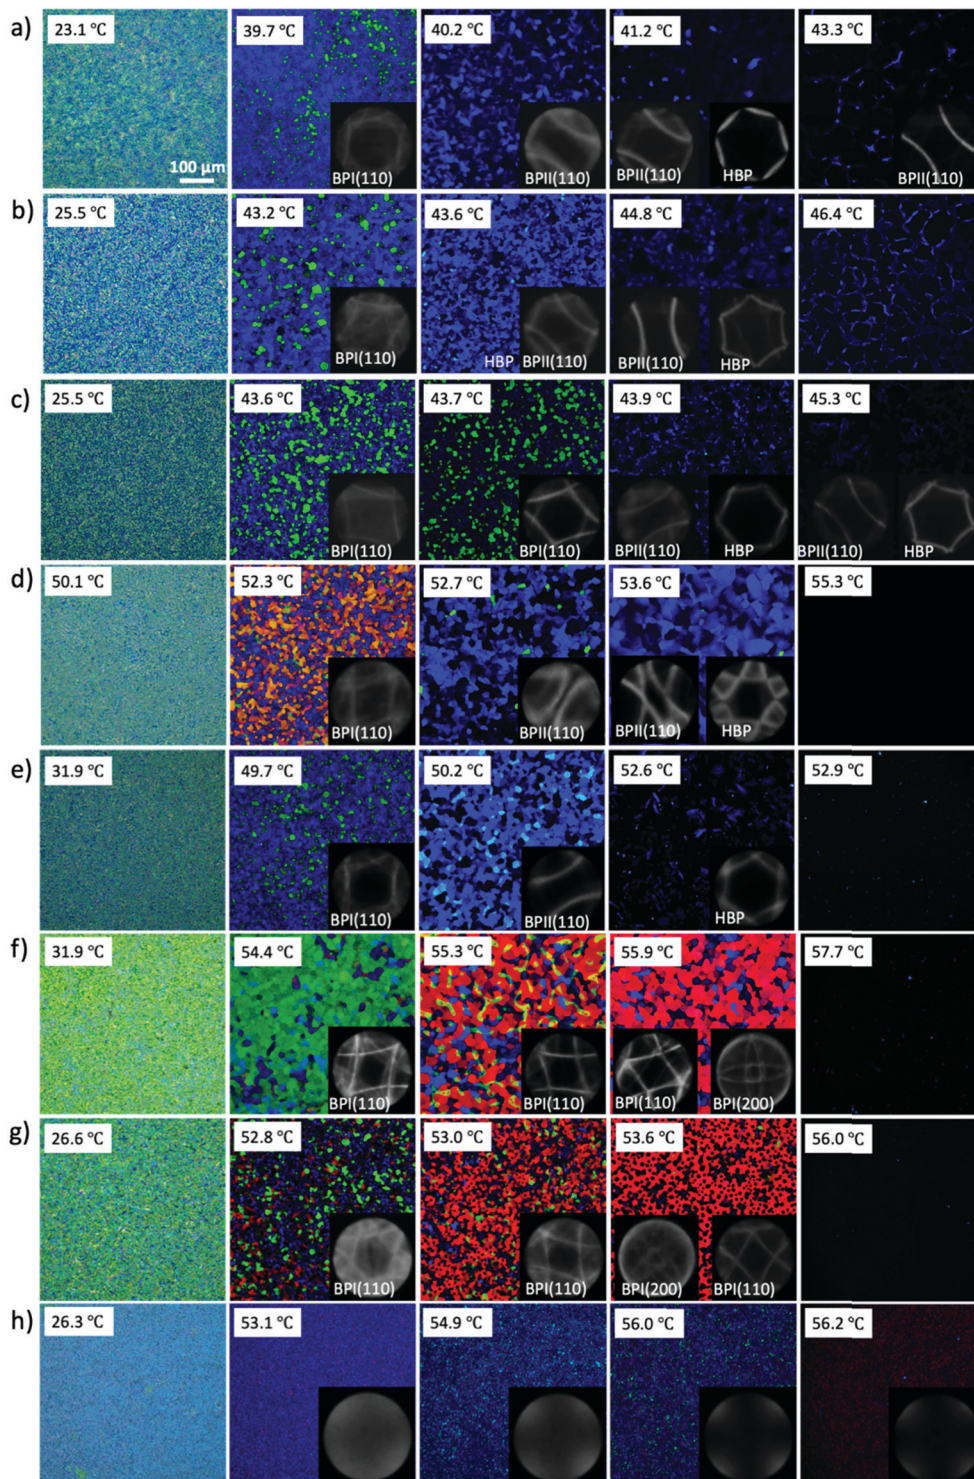 a)
23.1 °C
39.7 °C
40.2 °C
41.2 °C
43.3 °C
100 µm
BPI(110)
BPII(110)
BPII(110)
HBP
BPII(110)
b)
25.5 °C
43.2 °C
43.6 °C
44.8 °C
46.4 °C
BPI(110)
HBP
BPII(110)
BPII(110)
HBP
c)
25.5 °C
43.6 °C
43.7 °C
43.9 °C
45.3 °C
BPI(110)
BPI(110)
BPII(110)
HBP
BPII(110)
HBP
d)
50.1 °C
52.3 °C
52.7 °C
53.6 °C
55.3 °C
BPI(110)
BPII(110)
BPII(110)
HBP
e)
31.9 °C
49.7 °C
50.2 °C
52.6 °C
52.9 °C
BPI(110)
BPII(110)
HBP
f)
31.9 °C
54.4 °C
55.3 °C
55.9 °C
57.7 °C
BPI(110)
BPI(110)
BPI(110)
BPI(200)
g)
26.6 °C
52.8 °C
53.0 °C
53.6 °C
56.0 °C
BPI(110)
BPI(110)
BPI(200)
BPI(110)
h)
26.3 °C
53.1 °C
54.9 °C
56.0 °C
56.2 °C